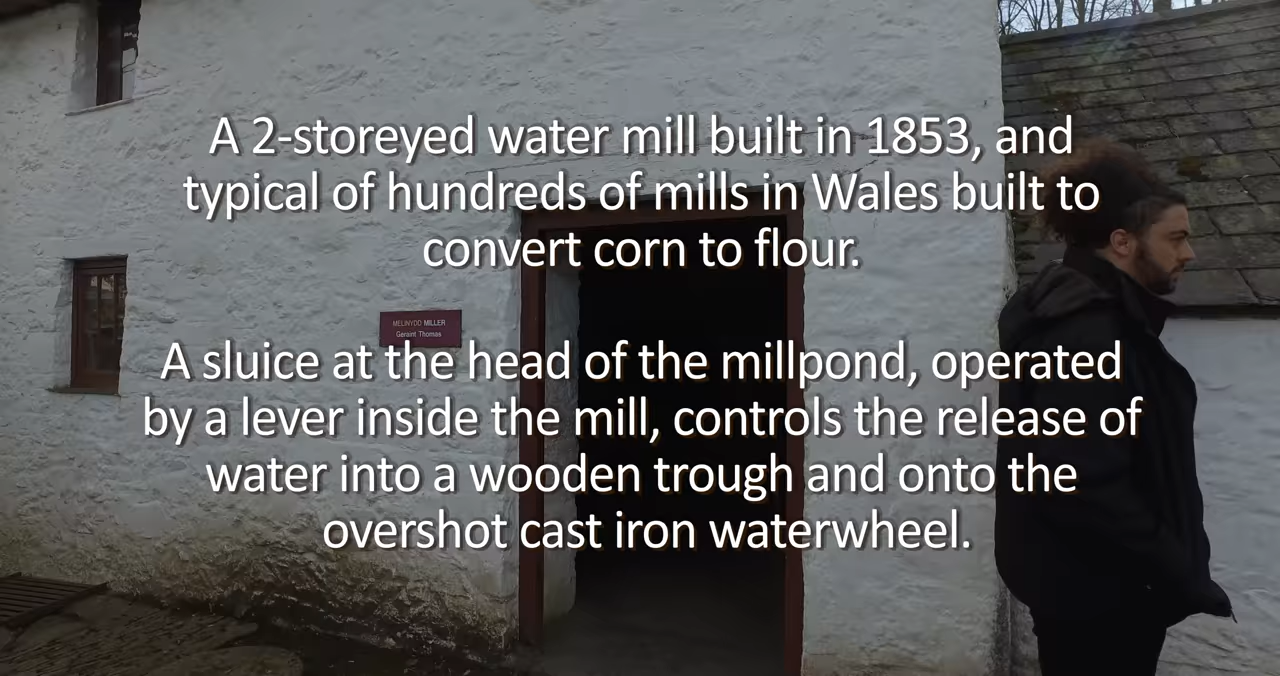 A 2-storeyed water mill built in 1853, and
typical of hundreds of mills in Wales built to
convert corn to flour.
MELINYDD MILLER
Geraint Thomas
A sluice at the head of the millpond, operated
by a lever inside the mill, controls the release of
water into a wooden trough and onto the
overshot cast iron waterwheel.